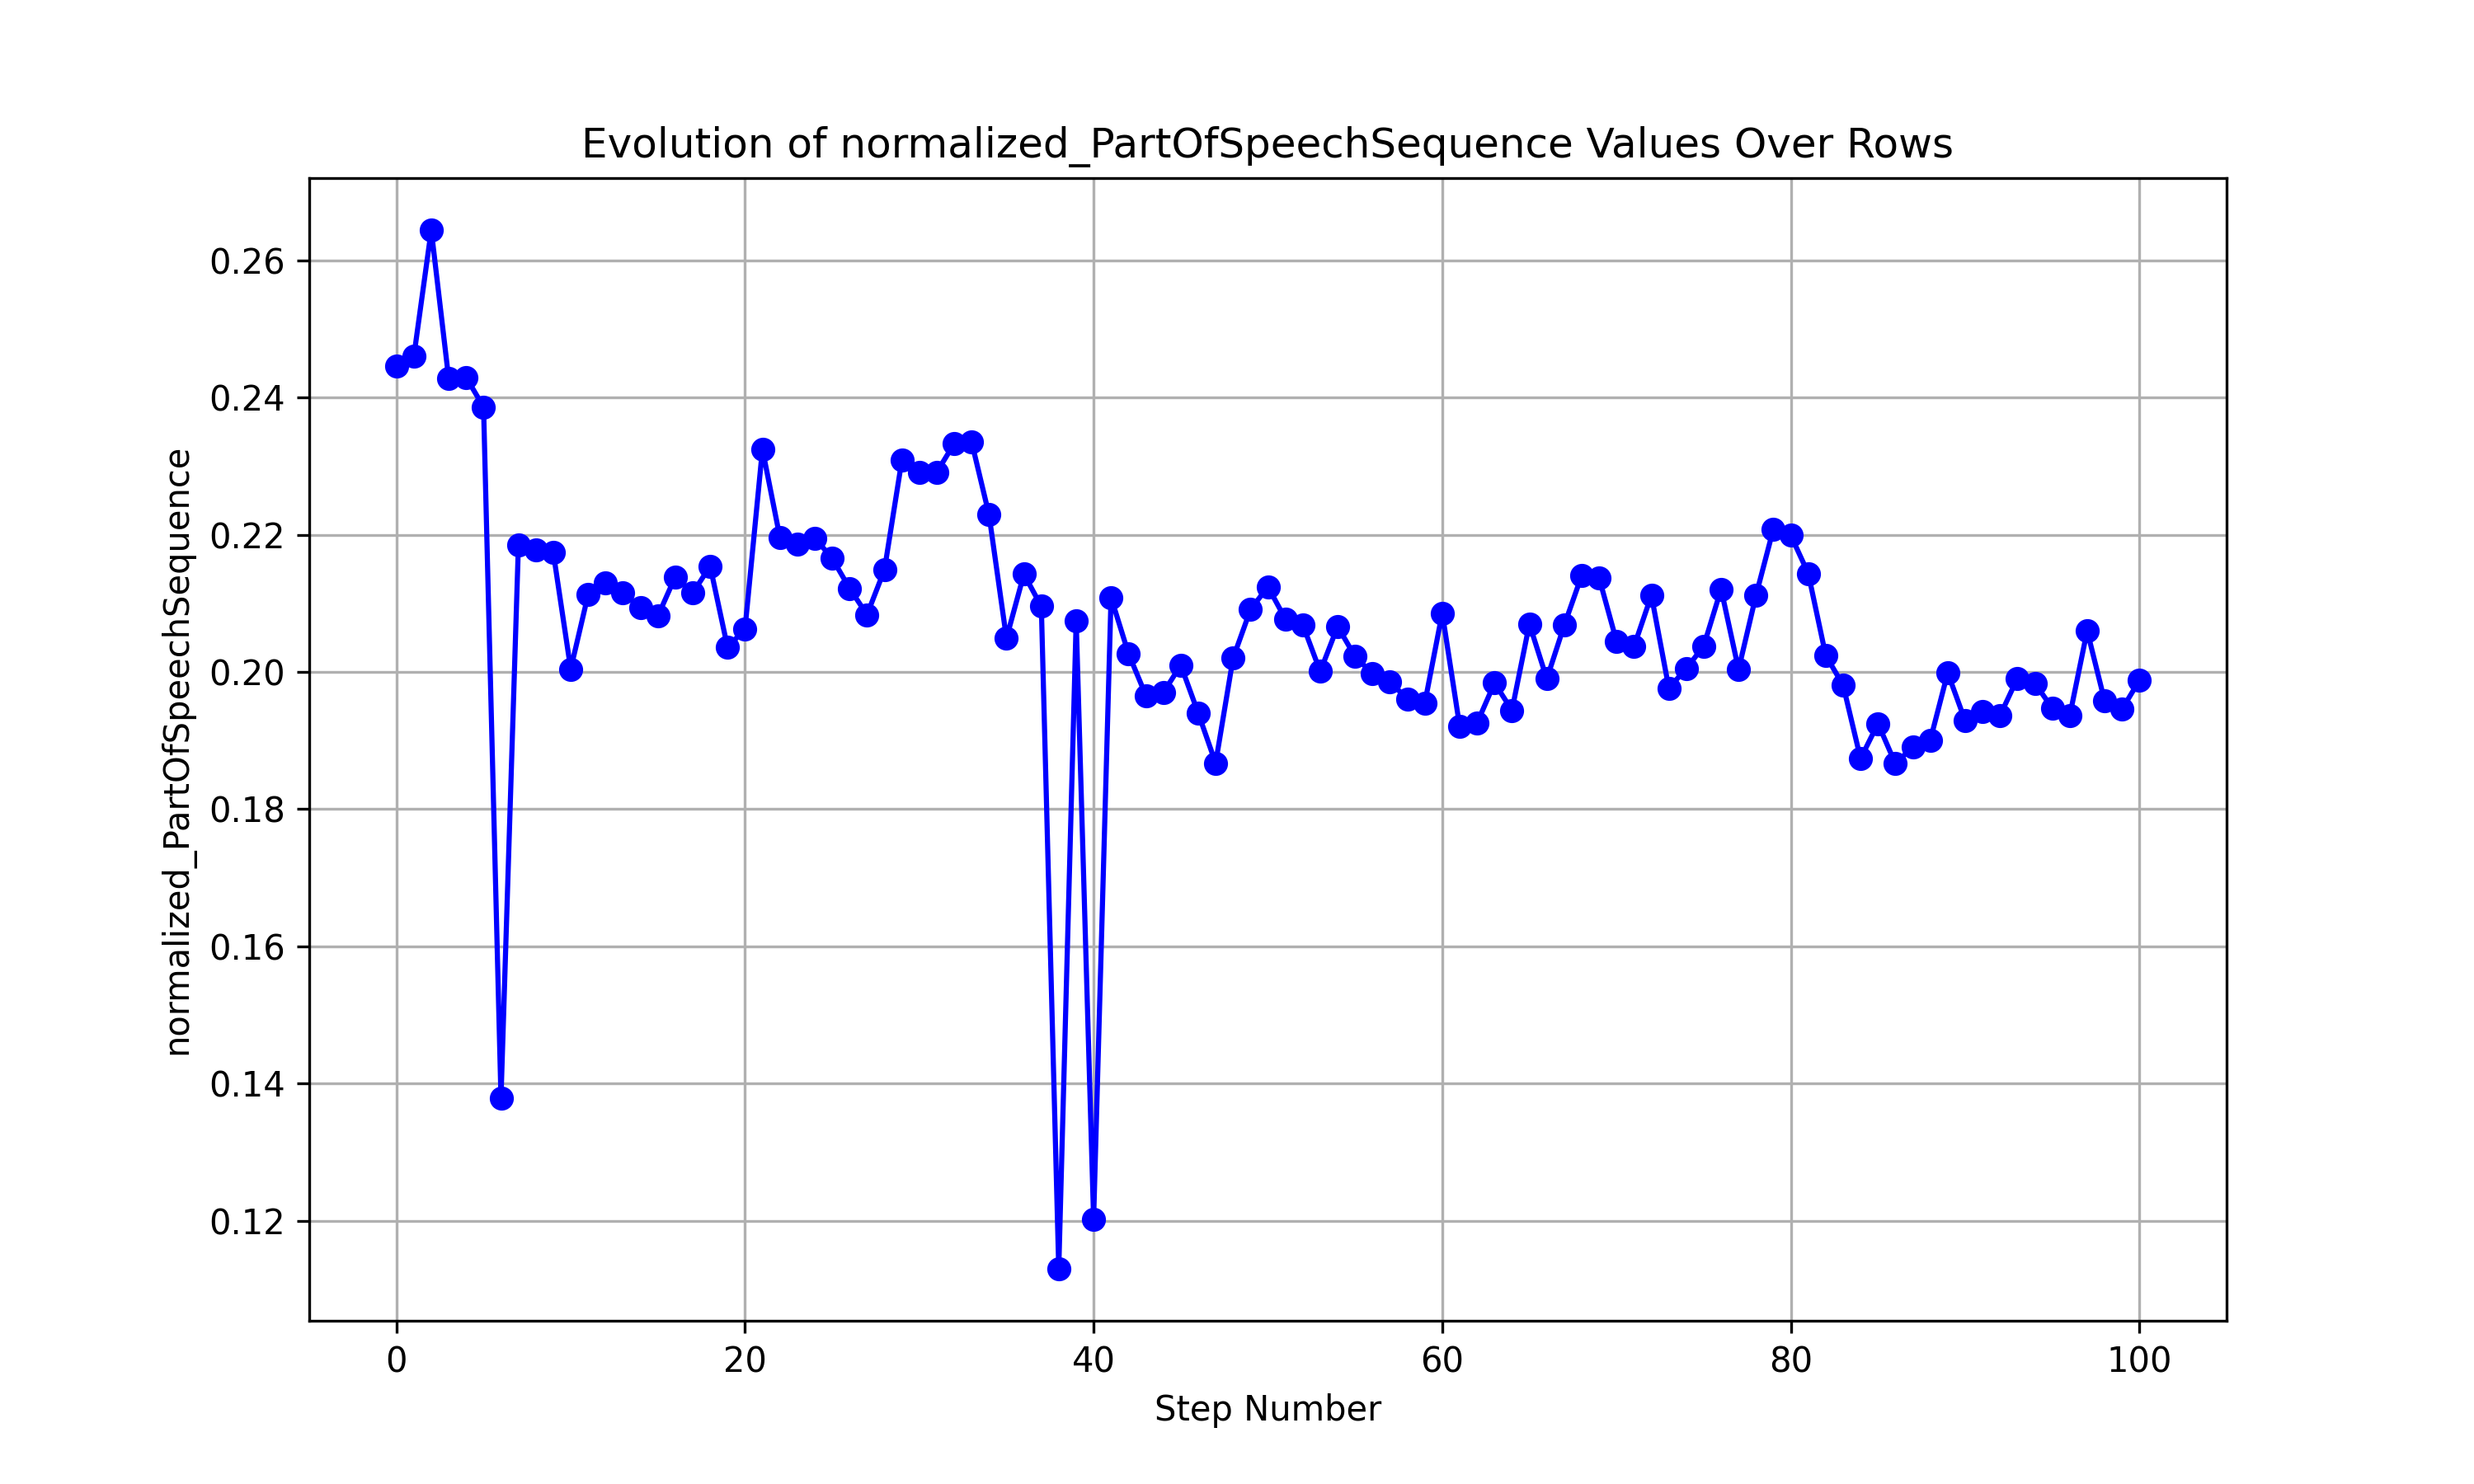 Evolution of normalized_PartOfSpeechSequence Values Over Rows
normalized_PartOfSpeechSequence
0.26
0.24
0.22
0.20
0.18
0.16
0.14
0.12
0 20 40 60 80 100
Step Number